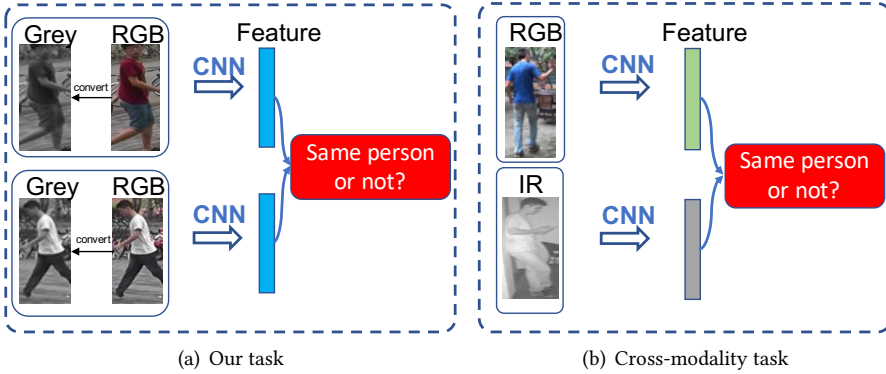 Grey RGB
convert
CNN
Feature
Same person
or not?
Grey RGB
convert
CNN
(a) Our task
RGB
CNN
Same person
or not?
IR
CNN
(b) Cross-modality task